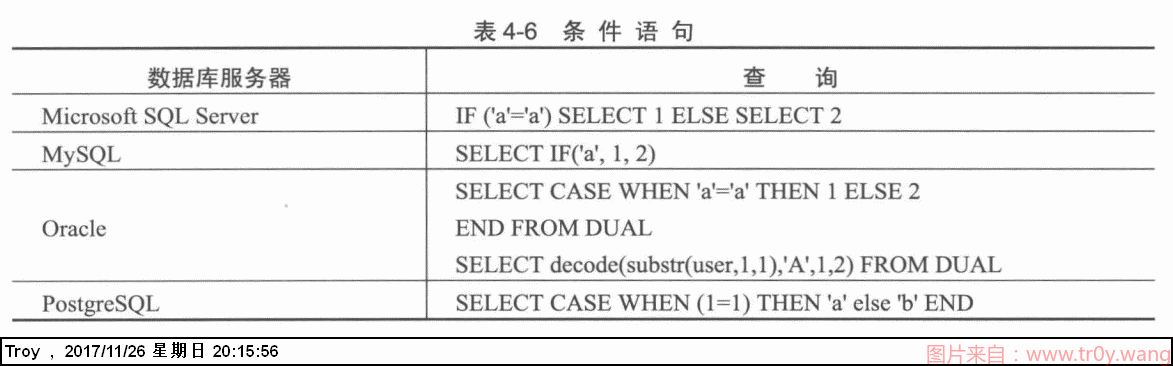 表 4-6 条 件 语 句
数据库服务器 查 询
Microsoft SQL Server IF ('a'='a') SELECT 1 ELSE SELECT 2
MySQL SELECT IF('a', 1, 2)
SELECT CASE WHEN 'a'='a' THEN 1 ELSE 2
Oracle END FROM DUAL
SELECT decode(substr(user,1,1),'A',1,2) FROM DUAL
PostgreSQL SELECT CASE WHEN (1=1) THEN 'a' else 'b' END
Troy , 2017/11/26 星期日 20:15:56
图片来自：www.tr0y.wang